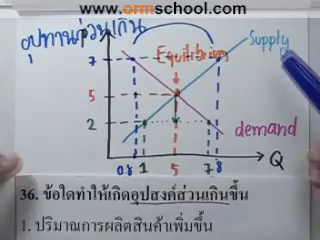 www.ormschool.com
อุปทานส่วนเกิน
P
Supply
7
Equilibrium
5
2
demand
Q
0.8 1 5 7 8
36. ข้อใดทำให้เกิดอุปสงค์ส่วนเกินขึ้น
1. ปริมาณการผลิตสินค้าเพิ่มขึ้น